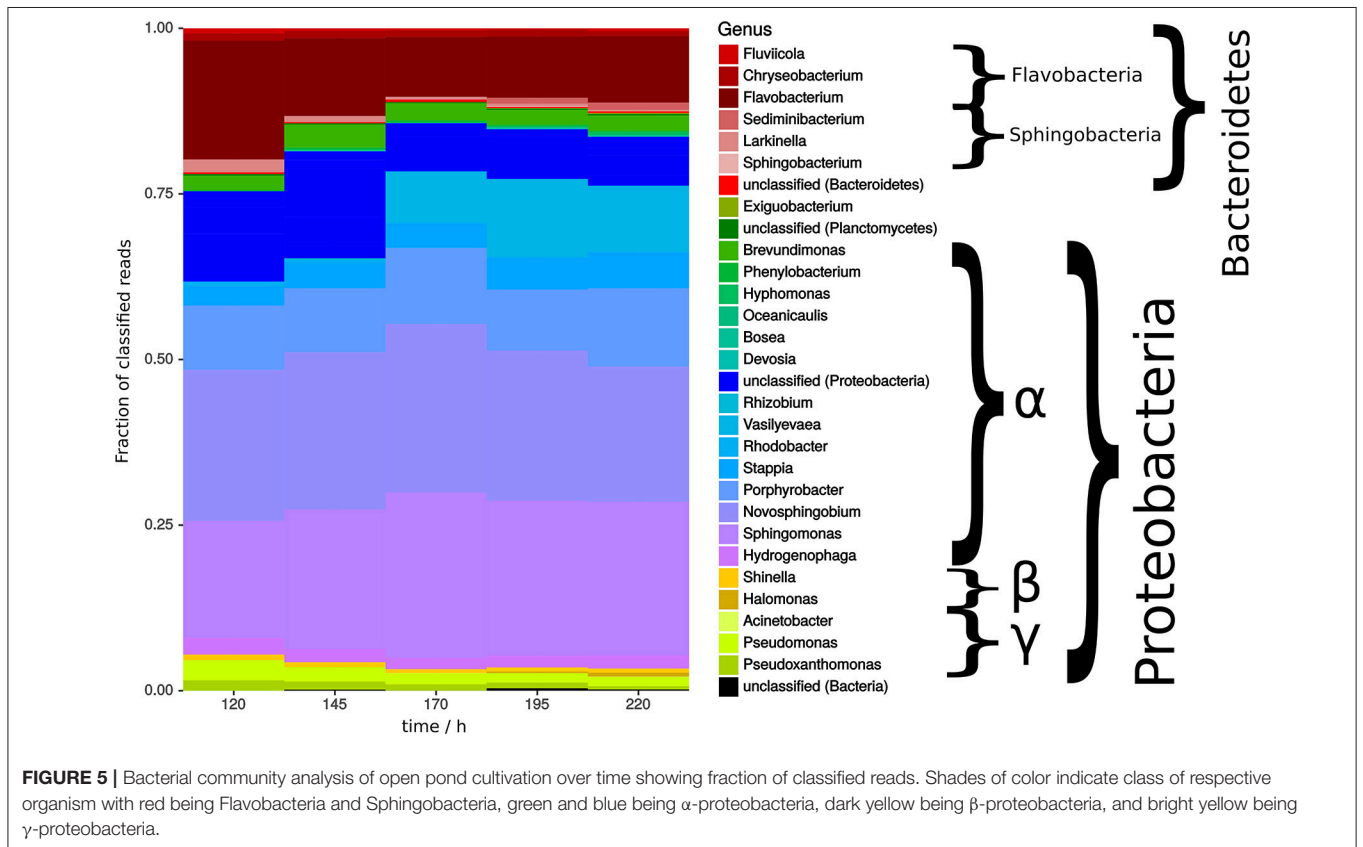 1.00
0.75
0.50
0.25
0.00
Fraction of classified reads
120 145 170 195 220
time / h
Genus
Fluviicola
Chryseobacterium
Flavobacterium
Sediminibacterium
Larkinella
Sphingobacterium
unclassified (Bacteroidetes)
Exiguobacterium
unclassified (Planctomycetes)
Brevundimonas
Phenylobacterium
Hyphomonas
Oceanicaulis
Bosea
Devosia
unclassified (Proteobacteria)
Rhizobium
Vasilyevaea
Rhodobacter
Stappia
Porphyrobacter
Novosphingobium
Sphingomonas
Hydrogenophaga
Shinella
Halomonas
Acinetobacter
Pseudomonas
Pseudoxanthomonas
unclassified (Bacteria)
Flavobacteria
Sphingobacteria
Bacteroidetes
α
β
γ
Proteobacteria
FIGURE 5 | Bacterial community analysis of open pond cultivation over time showing fraction of classified reads. Shades of color indicate class of respective
organism with red being Flavobacteria and Sphingobacteria, green and blue being α-proteobacteria, dark yellow being β-proteobacteria, and bright yellow being
γ-proteobacteria.